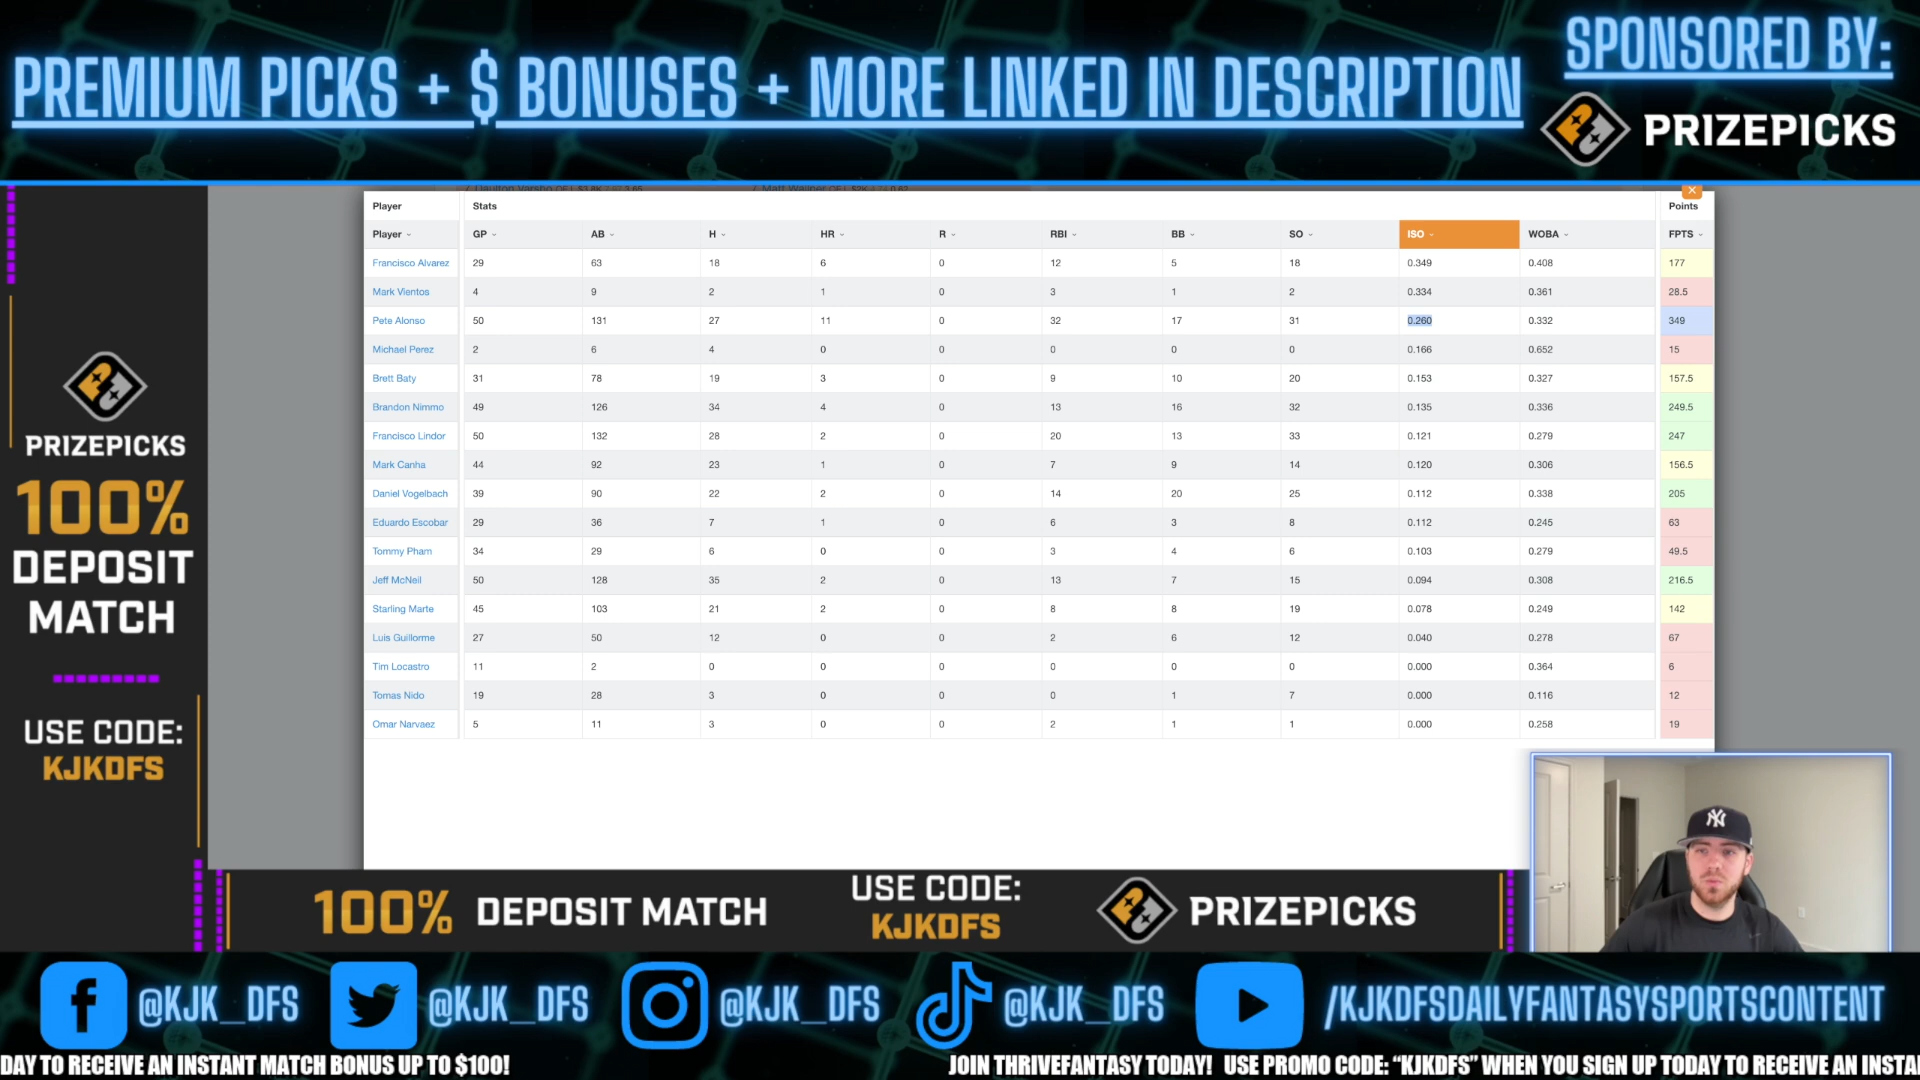 PREMIUM PICKS + $ BONUSES + MORE LINKED IN DESCRIPTION
SPONSORED BY:
PRIZEPICKS
Player Stats Points
Player GP AB H HR R RBI BB SO ISO WOBA FPTS
Francisco Alvarez 29 63 18 6 0 12 5 18 0.349 0.408 177
Mark Vientos 4 9 2 1 0 3 1 2 0.334 0.361 28.5
Pete Alonso 50 131 27 11 0 32 17 31 0.260 0.332 349
Michael Perez 2 6 4 0 0 0 0 0 0.166 0.652 15
Brett Baty 31 78 19 3 0 9 10 20 0.153 0.327 157.5
Brandon Nimmo 49 126 34 4 0 13 16 32 0.135 0.336 249.5
Francisco Lindor 50 132 28 2 0 20 13 33 0.121 0.279 247
Mark Canha 44 92 23 1 0 7 9 14 0.120 0.306 156.5
Daniel Vogelbach 39 90 22 2 0 14 20 25 0.112 0.338 205
Eduardo Escobar 29 36 7 1 0 6 3 8 0.112 0.245 63
Tommy Pham 34 29 6 0 0 3 4 6 0.103 0.279 49.5
Jeff McNeil 50 128 35 2 0 13 7 15 0.094 0.308 216.5
Starling Marte 45 103 21 2 0 8 8 19 0.078 0.249 142
Luis Guillorme 27 50 12 0 0 2 6 12 0.040 0.278 67
Tim Locastro 11 2 0 0 0 0 0 0 0.000 0.364 6
Tomas Nido 19 28 3 0 0 0 1 7 0.000 0.116 12
Omar Narvaez 5 11 3 0 0 2 1 1 0.000 0.258 19
PRIZEPICKS
100%
DEPOSIT
MATCH
USE CODE:
KJKDFS
100% DEPOSIT MATCH
USE CODE:
KJKDFS
PRIZEPICKS
NY
@KJK_DFS @KJK_DFS @KJK_DFS @KJK_DFS /KJKDFSDAILYFANTASYSPORTSCONTENT
DAY TO RECEIVE AN INSTANT MATCH BONUS UP TO $100! JOIN THRIVEFANTASY TODAY! USE PROMO CODE: “KJKDFS” WHEN YOU SIGN UP TODAY TO RECEIVE AN INSTA